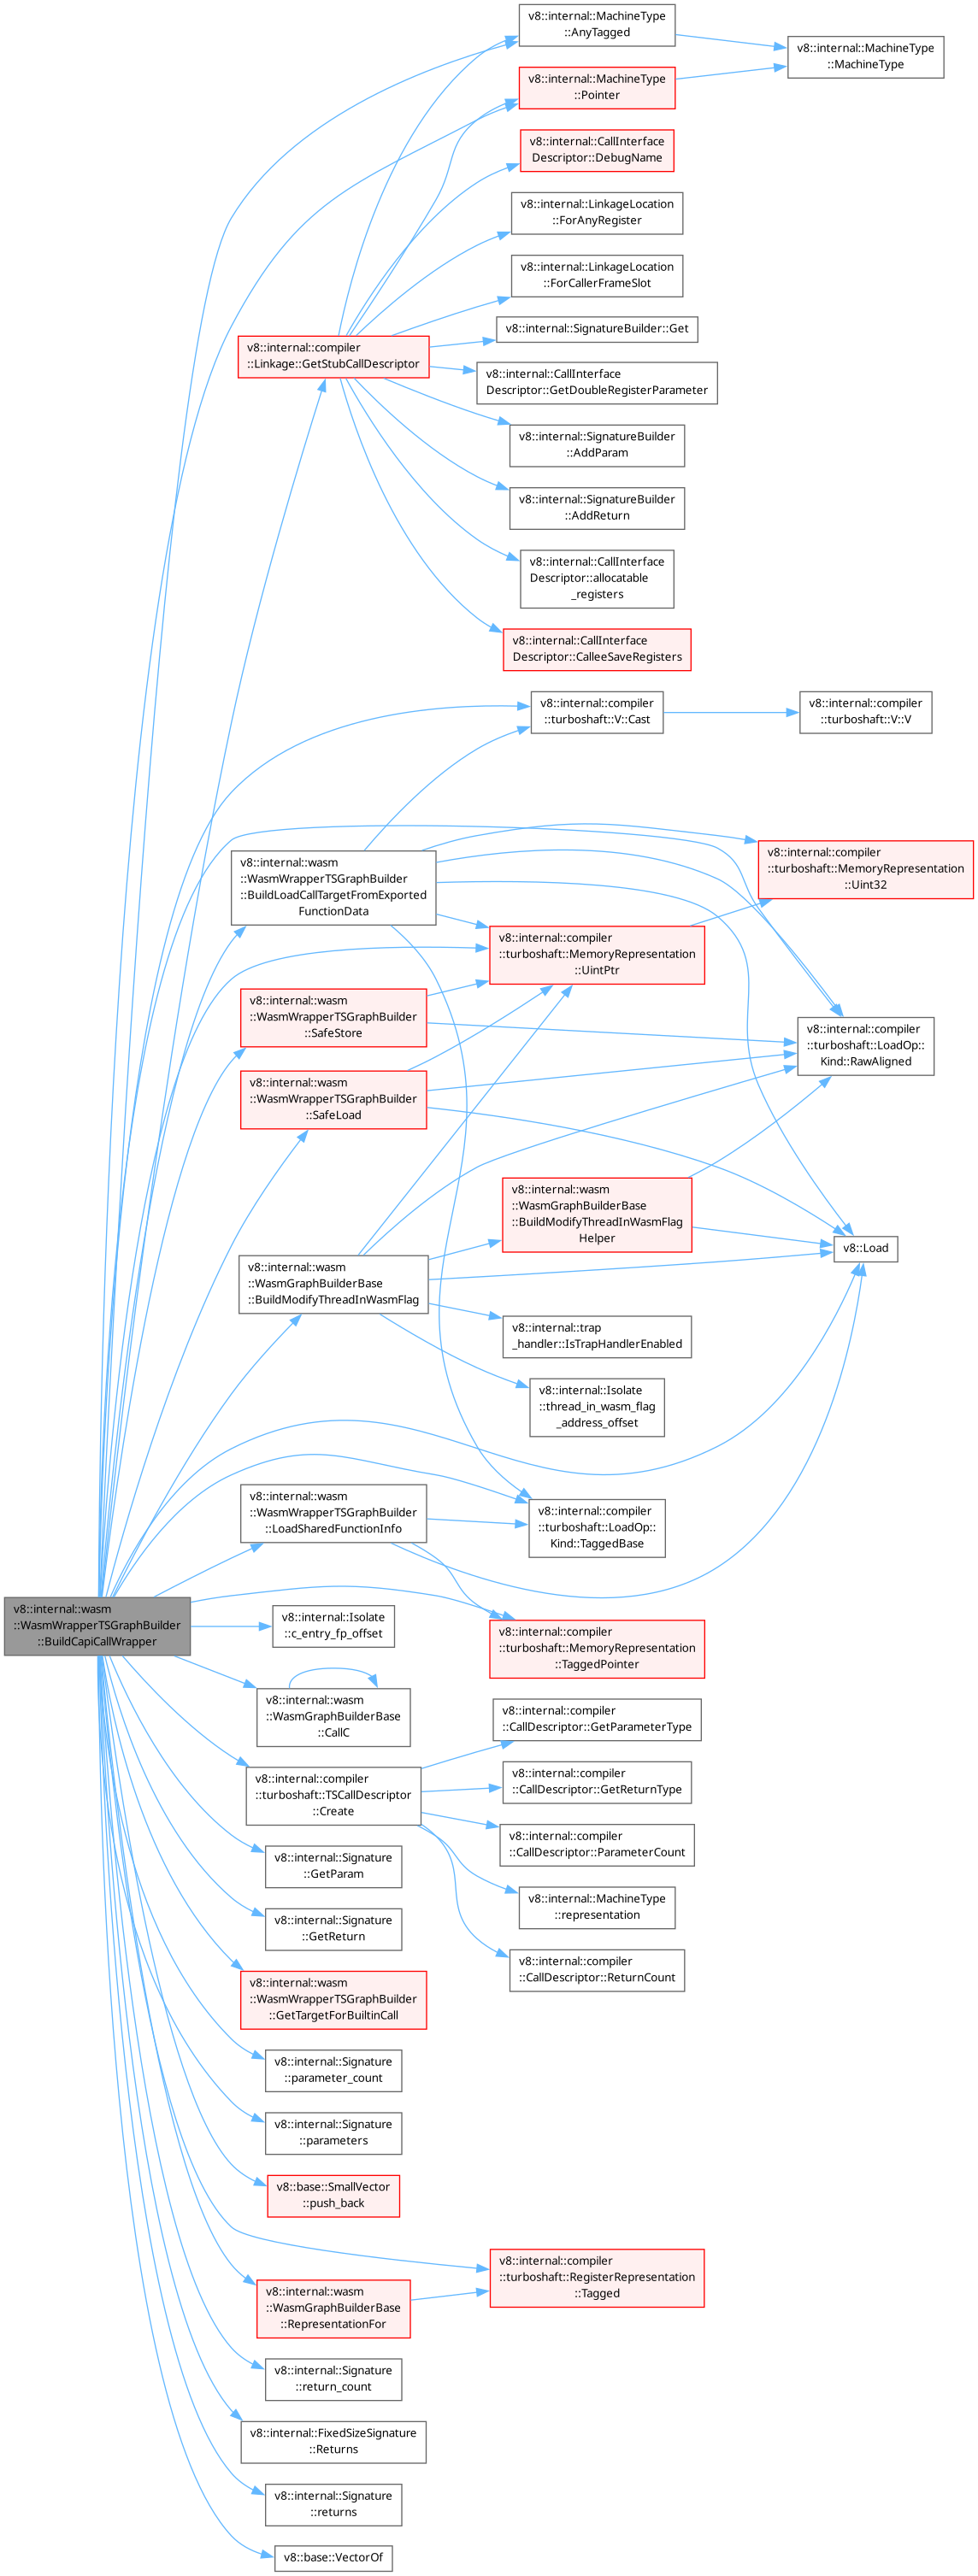 v8::internal::MachineType
::AnyTagged
v8::internal::MachineType
::MachineType
v8::internal::MachineType
::Pointer
v8::internal::CallInterface
Descriptor::DebugName
v8::internal::LinkageLocation
::ForAnyRegister
v8::internal::LinkageLocation
::ForCallerFrameSlot
v8::internal::SignatureBuilder::Get
v8::internal::compiler
::Linkage::GetStubCallDescriptor
v8::internal::CallInterface
Descriptor::GetDoubleRegisterParameter
v8::internal::SignatureBuilder
::AddParam
v8::internal::SignatureBuilder
::AddReturn
v8::internal::CallInterface
Descriptor::allocatable
_registers
v8::internal::CallInterface
Descriptor::CalleeSaveRegisters
v8::internal::compiler
::turboshaft::V::Cast
v8::internal::compiler
::turboshaft::V::V
v8::internal::wasm
::WasmWrapperTSGraphBuilder
::BuildLoadCallTargetFromExported
FunctionData
v8::internal::compiler
::turboshaft::MemoryRepresentation
::Uint32
v8::internal::compiler
::turboshaft::MemoryRepresentation
::UintPtr
v8::internal::wasm
::WasmWrapperTSGraphBuilder
::SafeStore
v8::internal::compiler
::turboshaft::LoadOp::
Kind::RawAligned
v8::internal::wasm
::WasmWrapperTSGraphBuilder
::SafeLoad
v8::internal::wasm
::WasmGraphBuilderBase
::BuildModifyThreadInWasmFlag
Helper
v8::Load
v8::internal::wasm
::WasmGraphBuilderBase
::BuildModifyThreadInWasmFlag
v8::internal::trap
_handler::IsTrapHandlerEnabled
v8::internal::Isolate
::thread_in_wasm_flag
_address_offset
v8::internal::wasm
::WasmWrapperTSGraphBuilder
::LoadSharedFunctionInfo
v8::internal::compiler
::turboshaft::LoadOp::
Kind::TaggedBase
v8::internal::wasm
::WasmWrapperTSGraphBuilder
::BuildCapiCallWrapper
v8::internal::Isolate
::c_entry_fp_offset
v8::internal::compiler
::turboshaft::MemoryRepresentation
::TaggedPointer
v8::internal::wasm
::WasmGraphBuilderBase
::CallC
v8::internal::compiler
::CallDescriptor::GetParameterType
v8::internal::compiler
::turboshaft::TSCallDescriptor
::Create
v8::internal::compiler
::CallDescriptor::GetReturnType
v8::internal::compiler
::CallDescriptor::ParameterCount
v8::internal::Signature
::GetParam
v8::internal::MachineType
::representation
v8::internal::Signature
::GetReturn
v8::internal::compiler
::CallDescriptor::ReturnCount
v8::internal::wasm
::WasmWrapperTSGraphBuilder
::GetTargetForBuiltinCall
v8::internal::Signature
::parameter_count
v8::internal::Signature
::parameters
v8::base::SmallVector
::push_back
v8::internal::compiler
::turboshaft::RegisterRepresentation
::Tagged
v8::internal::wasm
::WasmGraphBuilderBase
::RepresentationFor
v8::internal::Signature
::return_count
v8::internal::FixedSizeSignature
::Returns
v8::internal::Signature
::returns
v8::base::VectorOf